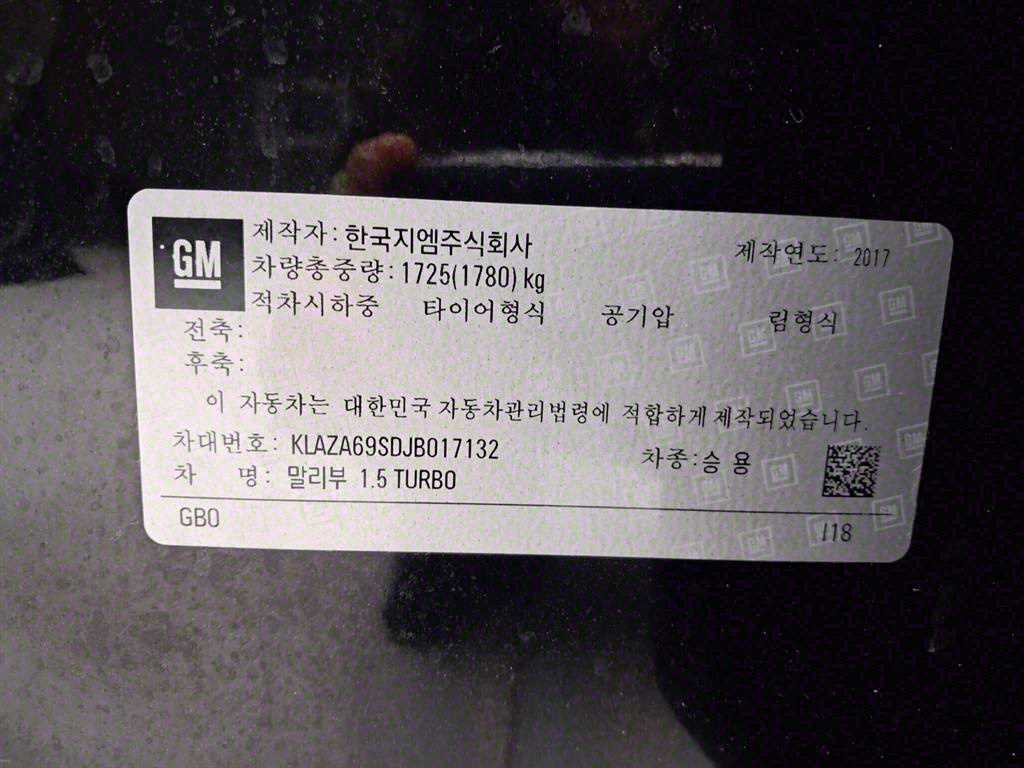 GM
제작자: 한국지엠주식회사 제작연도: 2017
차량총중량: 1725(1780) kg
적차시하중 타이어형식 공기압 림형식
전축:
후축:
이 자동차는 대한민국 자동차관리법령에 적합하게 제작되었습니다.
차대번호: KLAZA69SDJB017132 차종: 승 용
차 명: 말리부 1.5 TURBO
GB0 I18